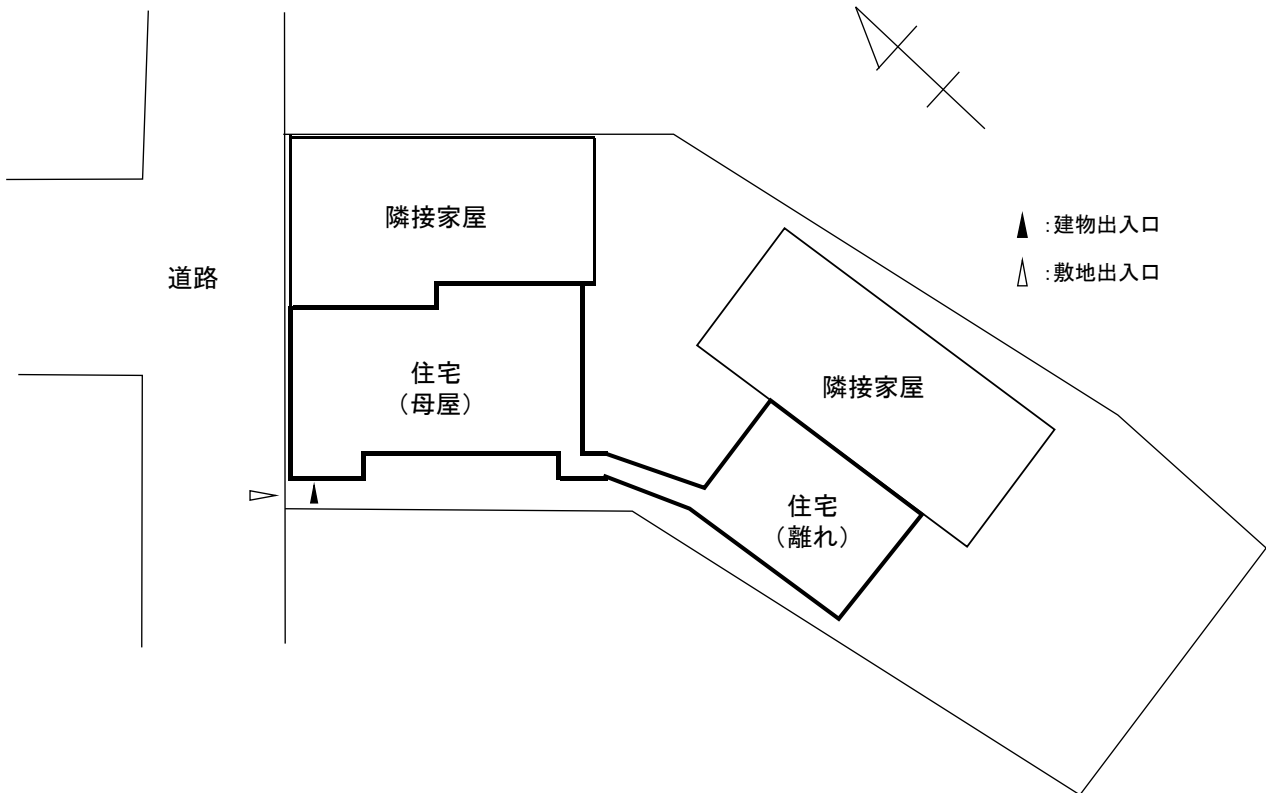 隣接家屋
:建物出入口
道路
:敷地出入口
住宅
（母屋）
隣接家屋
住宅
（離れ）